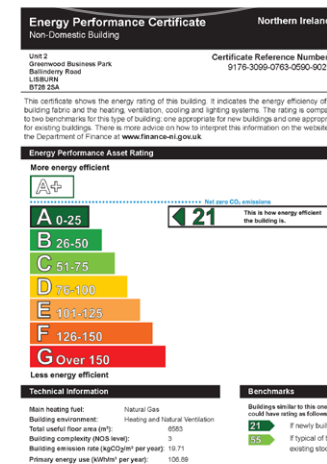 Energy Performance Certificate
Northern Ireland
Non-Domestic Building
Unit 2
Greenwood Business Park
Ballinderry Road
LISBURN
BT28 2SA
Certificate Reference Number
9176-3099-0763-0590-902
This certificate shows the energy rating of this building. It indicates the energy efficiency of
building fabric and the heating, ventilation, cooling and lighting systems. The rating is comp
to two benchmarks for this type of building: one appropriate for new buildings and one appropr
for existing buildings. There is more advice on how to interpret this information on the website
the Department of Finance at www.finance-ni.gov.uk
Energy Performance Asset Rating
More energy efficient
A+
Net zero CO₂ emissions
A 0-25
21
This is how energy efficient
the building is.
B 26-50
C 51-75
D 76-100
E 101-125
F 126-150
G Over 150
Less energy efficient
Technical Information
Main heating fuel: Natural Gas
Building environment: Heating and Natural Ventilation
Total useful floor area (m²): 6583
Building complexity (NOS level): 3
Building emission rate (kgCO₂/m² per year): 19.71
Primary energy use (kWh/m² per year): 106.89
Benchmarks
Buildings similar to this one
could have rating as follows
21 If newly buil
55 If typical of t
existing stoc